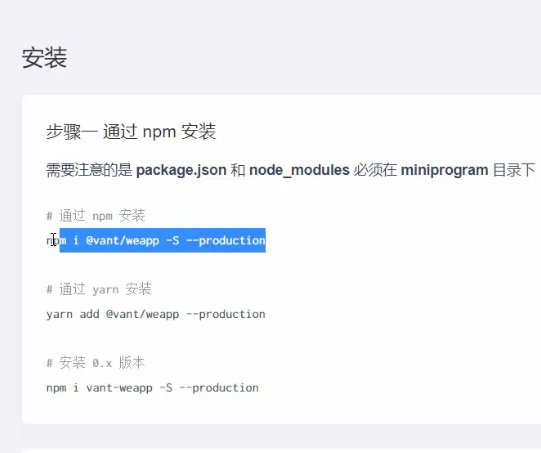 安装
步骤一 通过 npm 安装
需要注意的是 package.json 和 node_modules 必须在 miniprogram 目录下
# 通过 npm 安装
npm i @vant/weapp -S --production
# 通过 yarn 安装
yarn add @vant/weapp --production
# 安装 0.x 版本
npm i vant-weapp -S --production